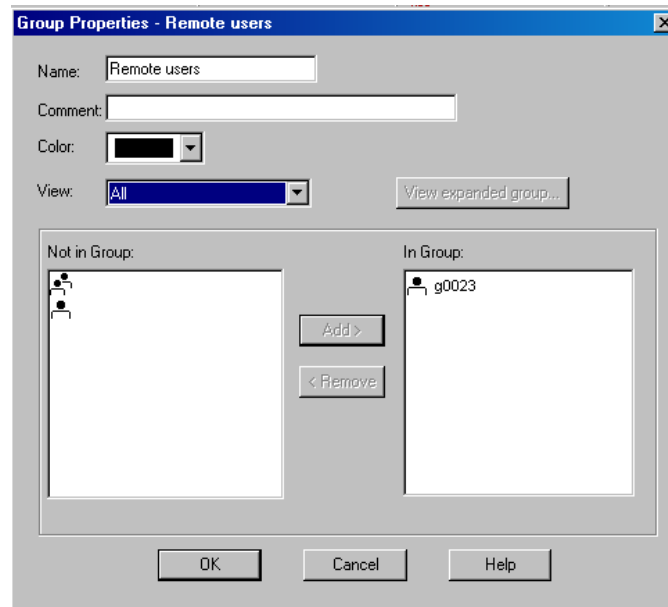 Group Properties - Remote users
Name: Remote users
Comment:
Color:
View: All
View expanded group...
Not in Group:
In Group:
g0023
Add >
< Remove
OK
Cancel
Help